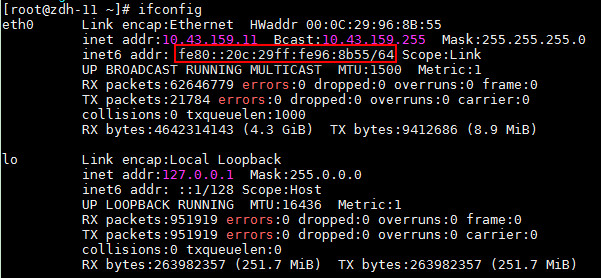 [root@zdh-11 ~]# ifconfig
eth0 Link encap:Ethernet HWaddr 00:0C:29:96:8B:55
inet addr:10.43.159.11 Bcast:10.43.159.255 Mask:255.255.255.0
inet6 addr: fe80::20c:29ff:fe96:8b55/64 Scope:Link
UP BROADCAST RUNNING MULTICAST MTU:1500 Metric:1
RX packets:62646779 errors:0 dropped:0 overruns:0 frame:0
TX packets:21784 errors:0 dropped:0 overruns:0 carrier:0
collisions:0 txqueuelen:1000
RX bytes:4642314143 (4.3 GiB) TX bytes:9412686 (8.9 MiB)
lo Link encap:Local Loopback
inet addr:127.0.0.1 Mask:255.0.0.0
inet6 addr: ::1/128 Scope:Host
UP LOOPBACK RUNNING MTU:16436 Metric:1
RX packets:951919 errors:0 dropped:0 overruns:0 frame:0
TX packets:951919 errors:0 dropped:0 overruns:0 carrier:0
collisions:0 txqueuelen:0
RX bytes:263982357 (251.7 MiB) TX bytes:263982357 (251.7 MiB)